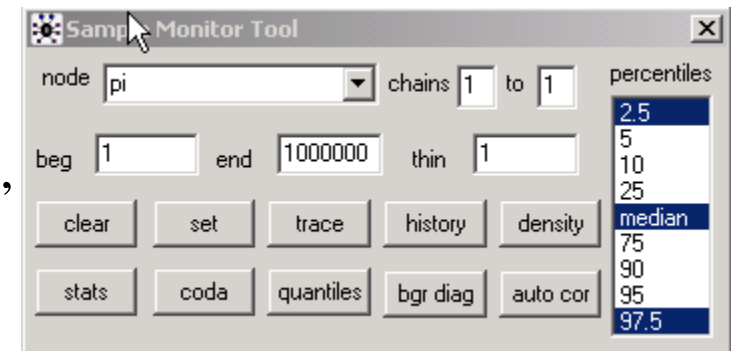 Sample Monitor Tool
node pi chains 1 to 1 percentiles
2.5
5
beg 1 end 1000000 thin 1
10
25
,
clear set trace history density
median
75
90
stats coda quantiles bgr diag auto cor
95
97.5